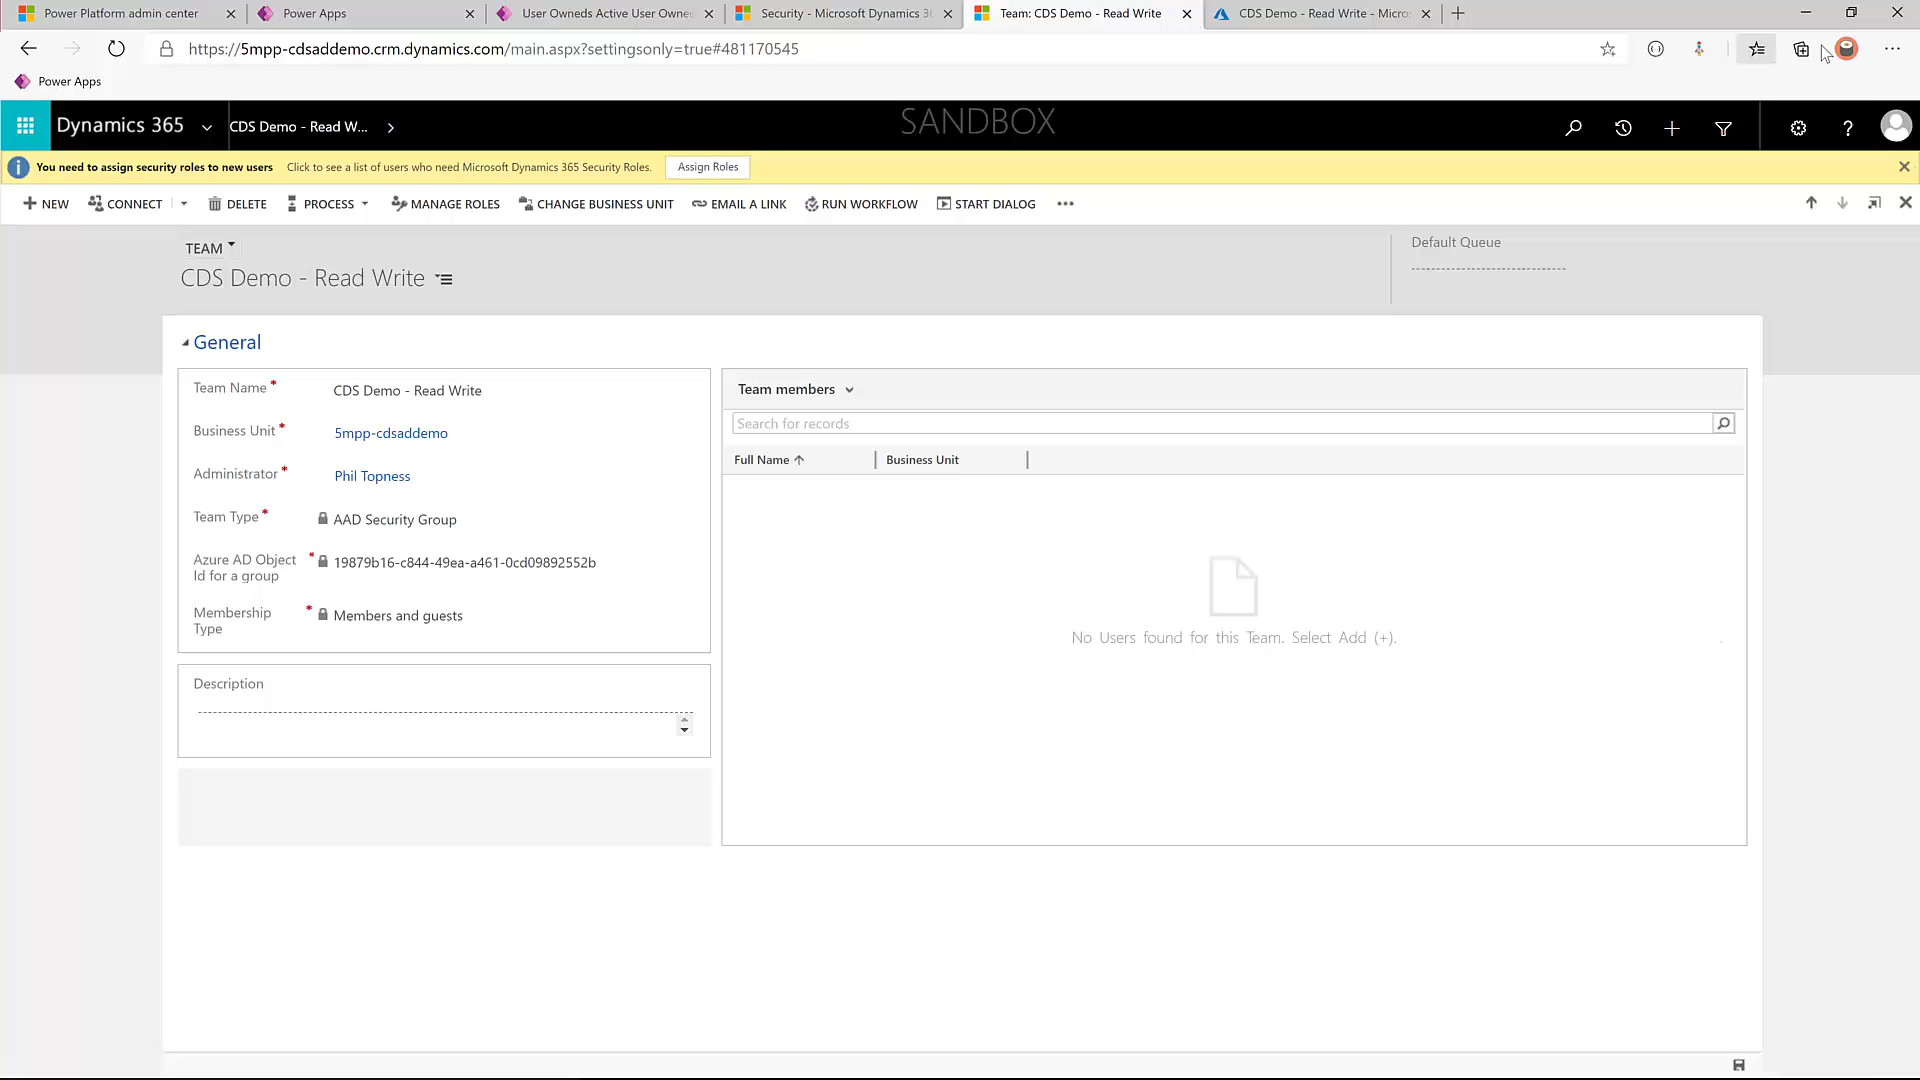 Power Platform admin center
Power Apps
User Owneds Active User Owne
Security - Microsoft Dynamics 3
Team: CDS Demo - Read Write
CDS Demo - Read Write - Micro
https://5mpp-cdsaddemo.crm.dynamics.com/main.aspx?settingsonly=true#481170545
Power Apps
Dynamics 365
CDS Demo - Read W...
SANDBOX
You need to assign security roles to new users Click to see a list of users who need Microsoft Dynamics 365 Security Roles. Assign Roles
NEW CONNECT DELETE PROCESS MANAGE ROLES CHANGE BUSINESS UNIT EMAIL A LINK RUN WORKFLOW START DIALOG
TEAM
CDS Demo - Read Write
Default Queue
General
Team Name* CDS Demo - Read Write
Business Unit* 5mpp-cdsaddemo
Administrator* Phil Topness
Team Type* AAD Security Group
Azure AD Object
Id for a group * 19879b16-c844-49ea-a461-0cd09892552b
Membership
Type * Members and guests
Description
Team members
Search for records
Full Name Business Unit
No Users found for this Team. Select Add (+).